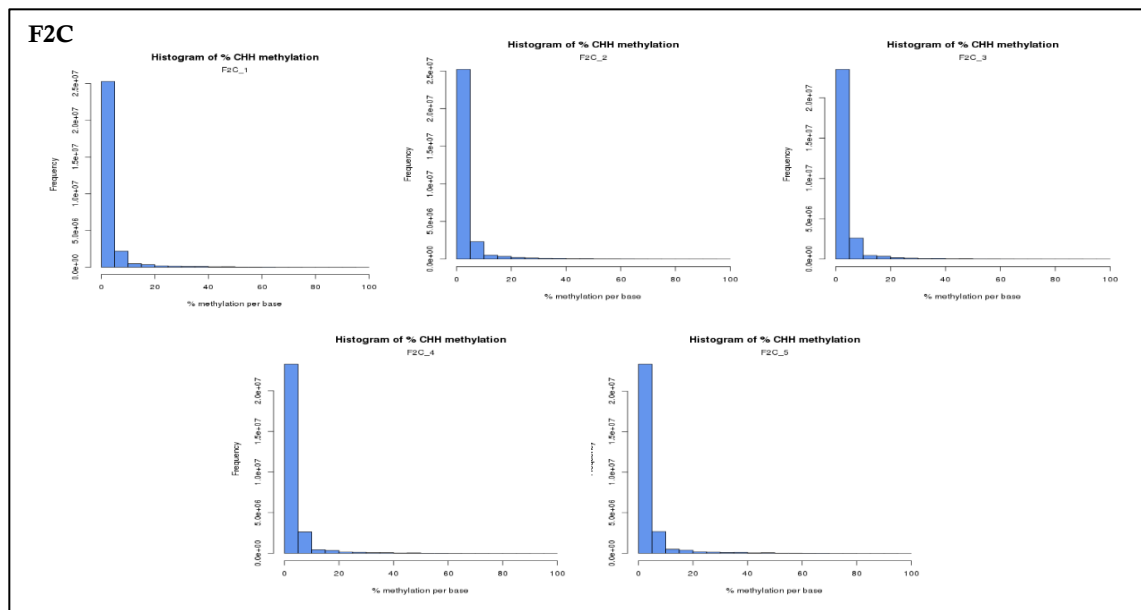 F2C
Histogram of % CHH methylation
F2C_1
Frequency
0.0e+00 5.0e+06 1.0e+07 1.5e+07 2.0e+07 2.5e+07
0 20 40 60 80 100
% methylation per base
Histogram of % CHH methylation
F2C_2
Frequency
0.0e+00 5.0e+06 1.0e+07 1.5e+07 2.0e+07 2.5e+07
0 20 40 60 80 100
% methylation per base
Histogram of % CHH methylation
F2C_3
Frequency
0.0e+00 5.0e+06 1.0e+07 1.5e+07 2.0e+07
0 20 40 60 80 100
% methylation per base
Histogram of % CHH methylation
F2C_4
Frequency
0.0e+00 5.0e+06 1.0e+07 1.5e+07 2.0e+07
0 20 40 60 80 100
% methylation per base
Histogram of % CHH methylation
F2C_5
Frequency
0.0e+00 5.0e+06 1.0e+07 1.5e+07 2.0e+07
0 20 40 60 80 100
% methylation per base